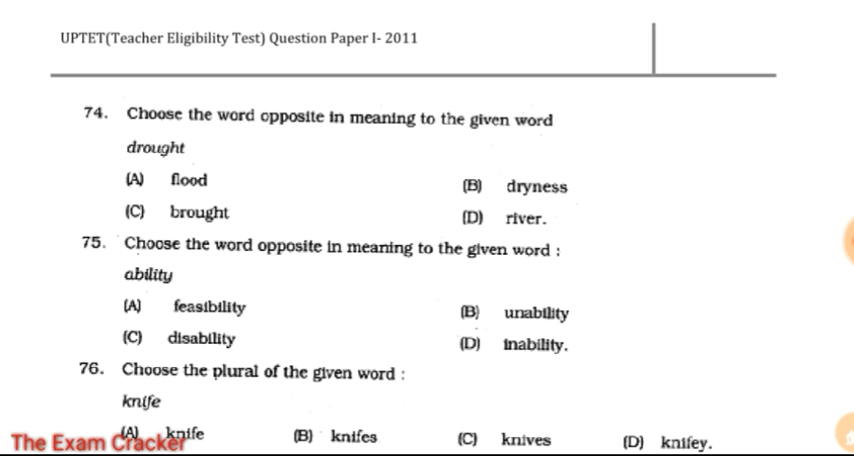 UPTET(Teacher Eligibility Test) Question Paper I- 2011
74. Choose the word opposite in meaning to the given word
drought
(A) flood (B) dryness
(C) brought (D) river.
75. Choose the word opposite in meaning to the given word :
ability
(A) feasibility (B) unability
(C) disability (D) inability.
76. Choose the plural of the given word :
knife
(A) knife (B) knifes (C) knives (D) knifey.
The Exam Cracker